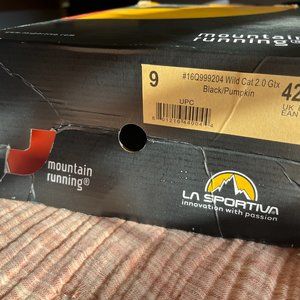 mountain
running®
9
#16Q999204 Wild Cat 2.0 Gtx
Black/Pumpkin
42
UPC
UK
EAN
mountain
running®
LA SPORTIVA
innovation with passion